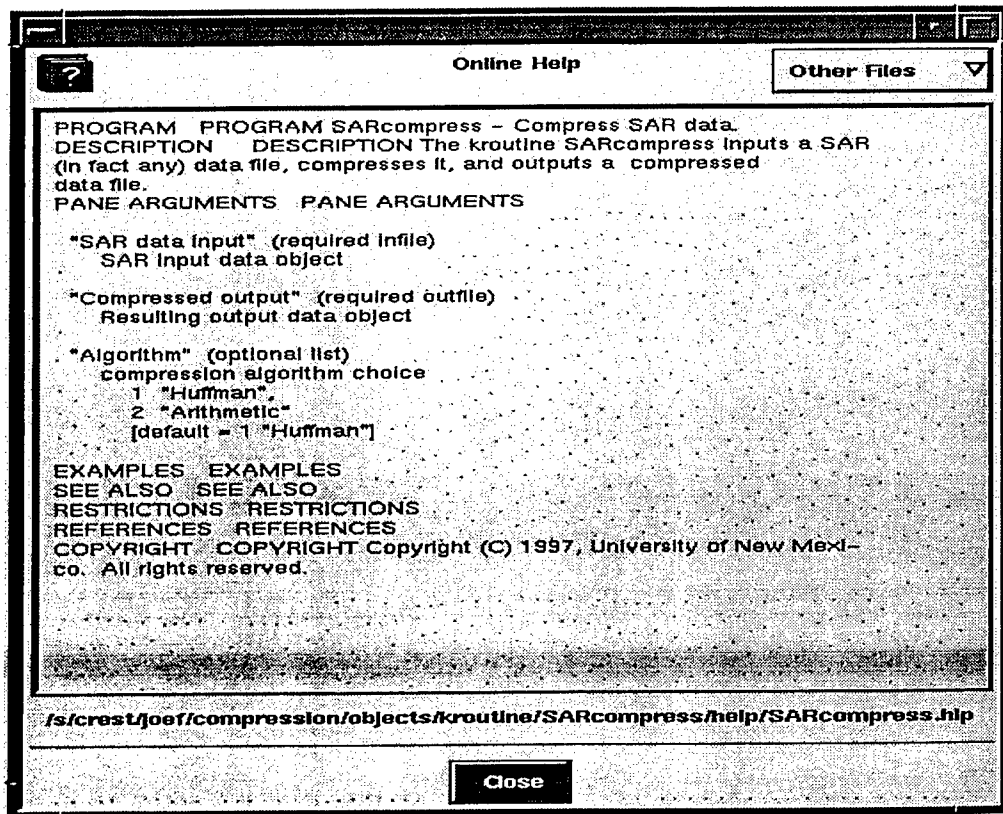 ?
Online Help
Other Files
PROGRAM PROGRAM SARcompress – Compress SAR data.
DESCRIPTION DESCRIPTION The kroutine SARcompress inputs a SAR
(in fact any) data file, compresses it, and outputs a compressed
data file.
PANE ARGUMENTS PANE ARGUMENTS
"SAR data input" (required infile)
SAR input data object
"Compressed output" (required outfile)
Resulting output data object
"Algorithm" (optional list)
compression algorithm choice
1 "Huffman",
2 "Arithmetic"
[default = 1 "Huffman"]
EXAMPLES EXAMPLES
SEE ALSO SEE ALSO
RESTRICTIONS RESTRICTIONS
REFERENCES REFERENCES
COPYRIGHT COPYRIGHT Copyright (C) 1997, University of New Mexi–
co. All rights reserved.
/s/crest/joef/compression/objects/kroutine/SARcompress/help/SARcompress.hlp
Close